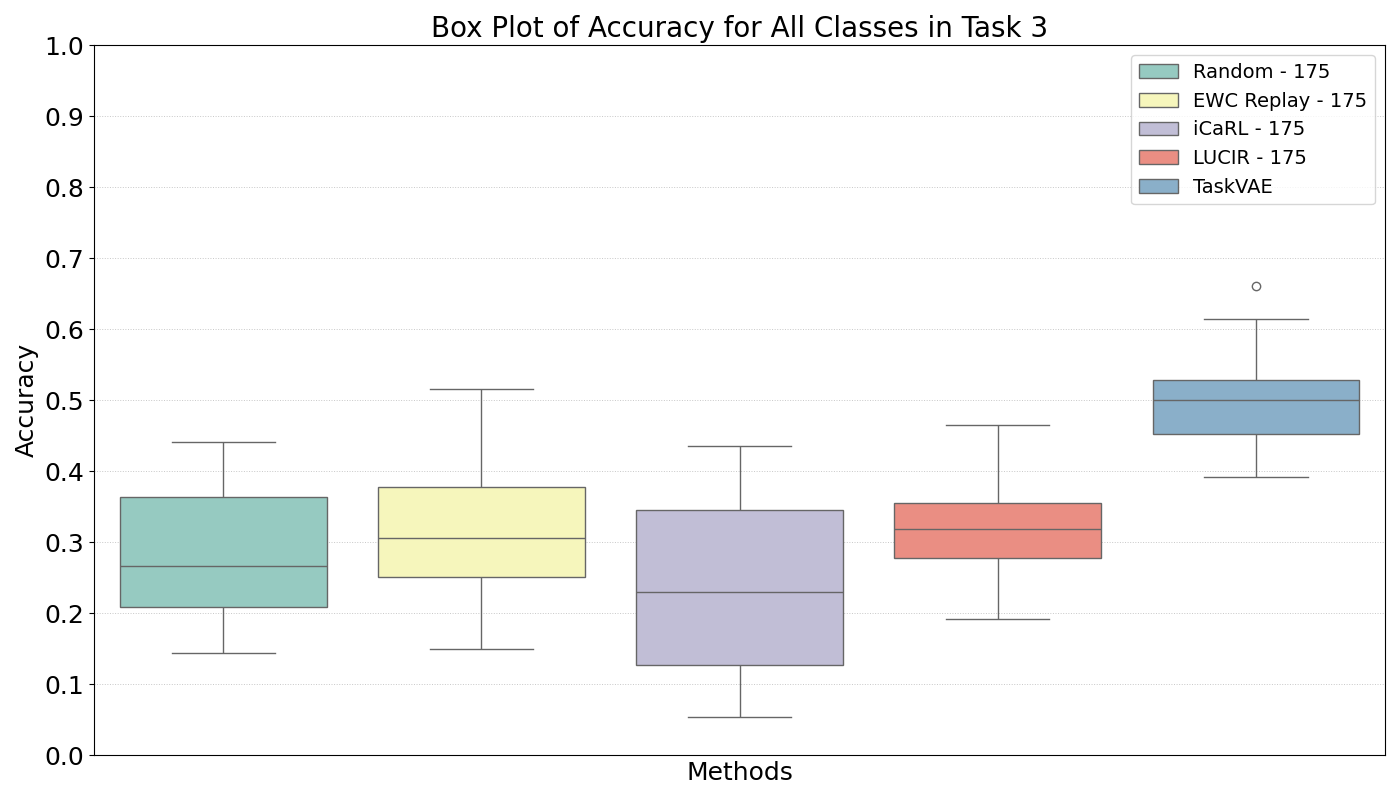 Box Plot of Accuracy for All Classes in Task 3
1.0
0.9
0.8
0.7
0.6
0.5
0.4
0.3
0.2
0.1
0.0
Accuracy
Methods
Random - 175
EWC Replay - 175
iCaRL - 175
LUCIR - 175
TaskVAE